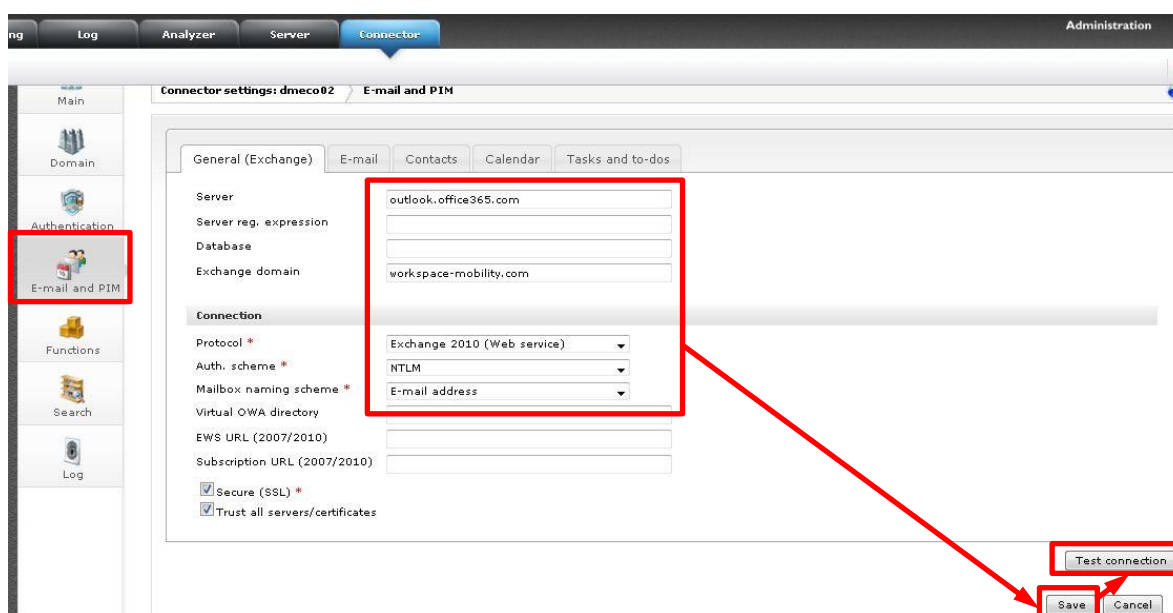 ng Log Analyzer Server Connector Administration
Main
Connector settings: dmeco02 E-mail and PIM
Domain
General (Exchange) E-mail Contacts Calendar Tasks and to-dos
Server outlook.office365.com
Server reg. expression
Authentication
Database
Exchange domain workspace-mobility.com
E-mail and PIM
Connection
Protocol * Exchange 2010 (Web service)
Functions
Auth. scheme * NTLM
Mailbox naming scheme * E-mail address
Search
Virtual OWA directory
EWS URL (2007/2010)
Subscription URL (2007/2010)
Log
Secure (SSL) *
Trust all servers/certificates
Test connection
Save Cancel